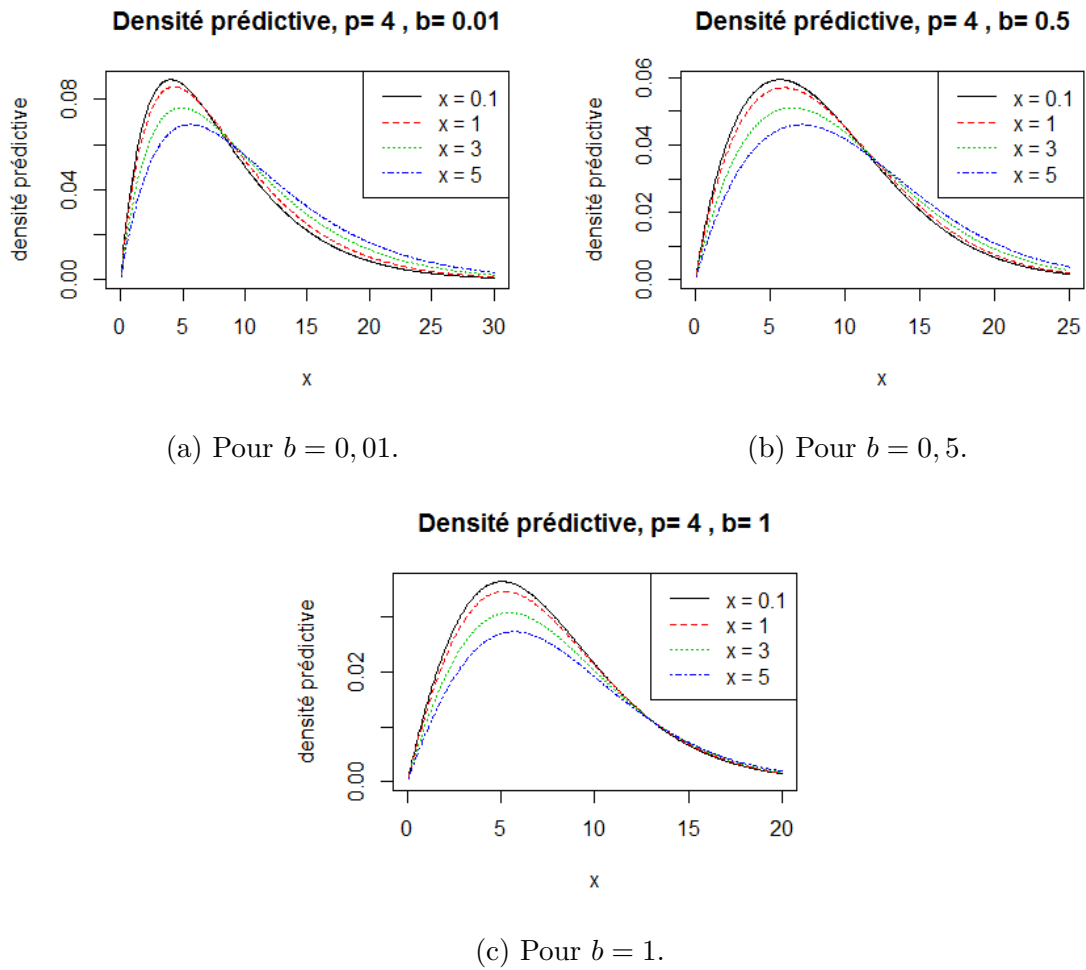 Densité prédictive, p= 4 , b= 0.01
densité prédictive
0.00 0.04 0.08
x = 0.1
x = 1
x = 3
x = 5
0 5 10 15 20 25 30
x
(a) Pour b = 0, 01.
Densité prédictive, p= 4 , b= 0.5
densité prédictive
0.00 0.02 0.04 0.06
x = 0.1
x = 1
x = 3
x = 5
0 5 10 15 20 25
x
(b) Pour b = 0, 5.
Densité prédictive, p= 4 , b= 1
densité prédictive
0.00 0.02
x = 0.1
x = 1
x = 3
x = 5
0 5 10 15 20
x
(c) Pour b = 1.